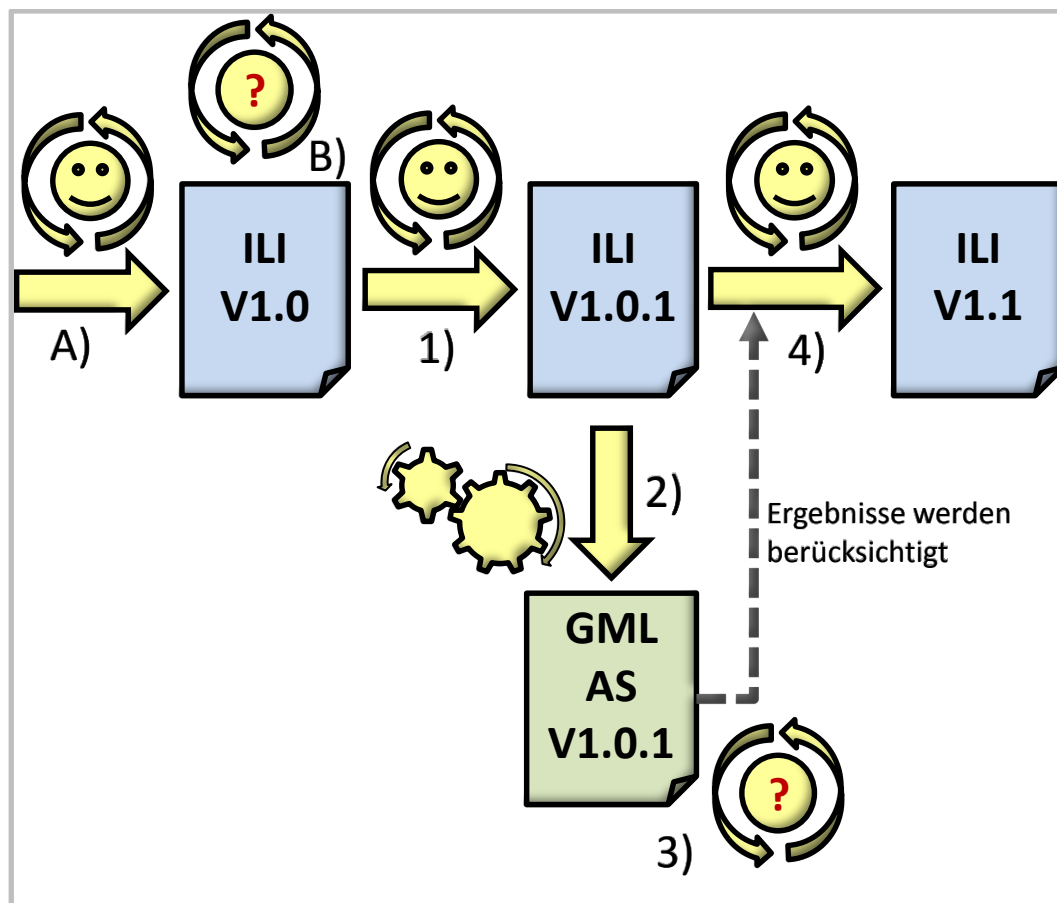 ?
B)
ILI
V1.0
A)
1)
ILI
V1.0.1
4)
ILI
V1.1
2)
Ergebnisse werden
berücksichtigt
GML
AS
V1.0.1
?
3)